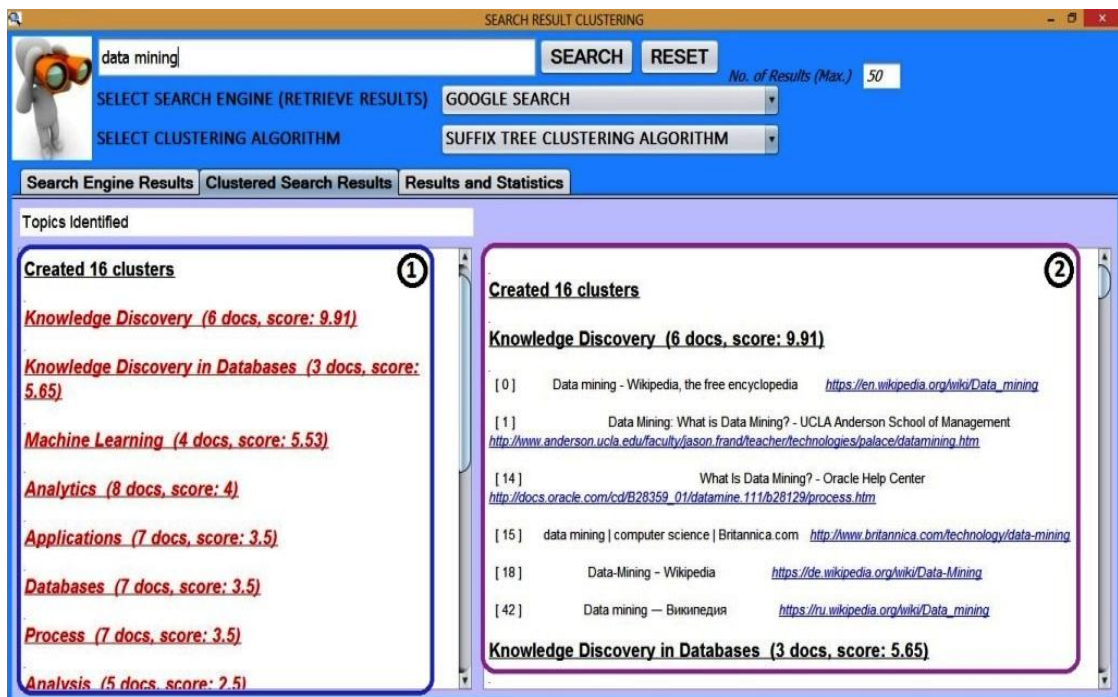 SEARCH RESULT CLUSTERING
data mining
SEARCH
RESET
No. of Results (Max.)
50
SELECT SEARCH ENGINE (RETRIEVE RESULTS)
GOOGLE SEARCH
SELECT CLUSTERING ALGORITHM
SUFFIX TREE CLUSTERING ALGORITHM
Search Engine Results
Clustered Search Results
Results and Statistics
Topics Identified
Created 16 clusters
1
Knowledge Discovery (6 docs, score: 9.91)
Knowledge Discovery in Databases (3 docs, score:
5.65)
Machine Learning (4 docs, score: 5.53)
Analytics (8 docs, score: 4)
Applications (7 docs, score: 3.5)
Databases (7 docs, score: 3.5)
Process (7 docs, score: 3.5)
Analysis (5 docs, score: 2.5)
2
Created 16 clusters
Knowledge Discovery (6 docs, score: 9.91)
[ 0 ] Data mining - Wikipedia, the free encyclopedia https://en.wikipedia.org/wiki/Data_mining
[ 1 ] Data Mining: What is Data Mining? - UCLA Anderson School of Management
http://www.anderson.ucla.edu/faculty/jason.frand/teacher/technologies/palace/datamining.htm
[ 14 ] What Is Data Mining? - Oracle Help Center
http://docs.oracle.com/cd/B28359_01/datamine.111/b28129/process.htm
[ 15 ] data mining | computer science | Britannica.com http://www.britannica.com/technology/data-mining
[ 18 ] Data-Mining – Wikipedia https://de.wikipedia.org/wiki/Data-Mining
[ 42 ] Data mining — Википедия https://ru.wikipedia.org/wiki/Data_mining
Knowledge Discovery in Databases (3 docs, score: 5.65)